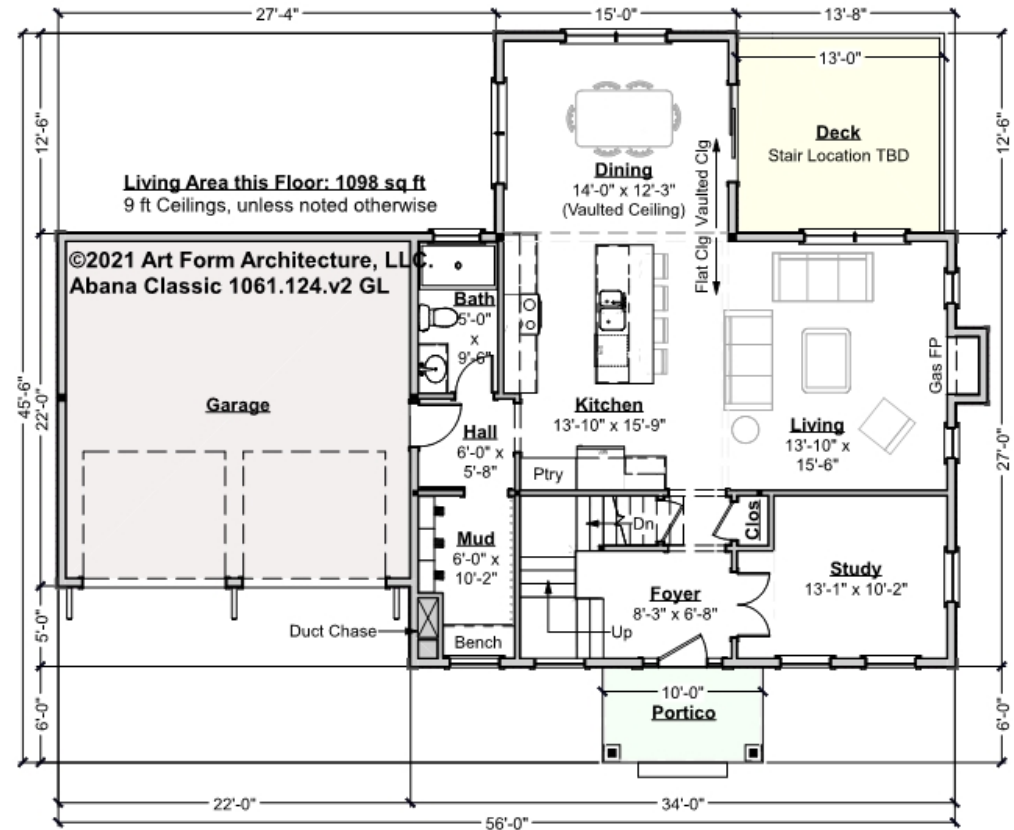 27'-4"
15'-0"
13'-8"
13'-0"
12'-6"
12'-6"
Deck
Stair Location TBD
Dining
14'-0" x 12'-3"
(Vaulted Ceiling)
Flat Clg Vaulted Clg
Living Area this Floor: 1098 sq ft
9 ft Ceilings, unless noted otherwise
©2021 Art Form Architecture, LLC.
Abana Classic 1061.124.v2 GL
Bath
5'-0"
x
9'-6"
45'-6"
22'-0"
Garage
Gas FP
Kitchen
13'-10" x 15'-9"
Living
13'-10" x
15'-6"
27'-0"
Hall
6'-0" x
5'-8"
Ptry
Dn
Clos
Mud
6'-0" x
10'-2"
Study
13'-1" x 10'-2"
Foyer
8'-3" x 6'-8"
Duct Chase
Up
Bench
5'-0"
6'-0"
10'-0"
Portico
6'-0"
22'-0"
34'-0"
56'-0"